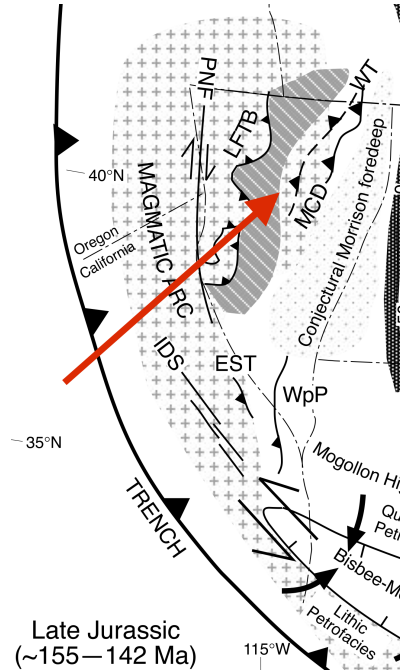 PNF
WT
LFTB
40°N
MAGMATIC ARC
MCD
Conjectural Morrison foredeep
Oregon
California
IDS
EST
WpP
35°N
Mogollon Hig
TRENCH
Qu
Petr
Bisbee-M
Lithic
Petrofacies
Late Jurassic
115°W
(~155—142 Ma)